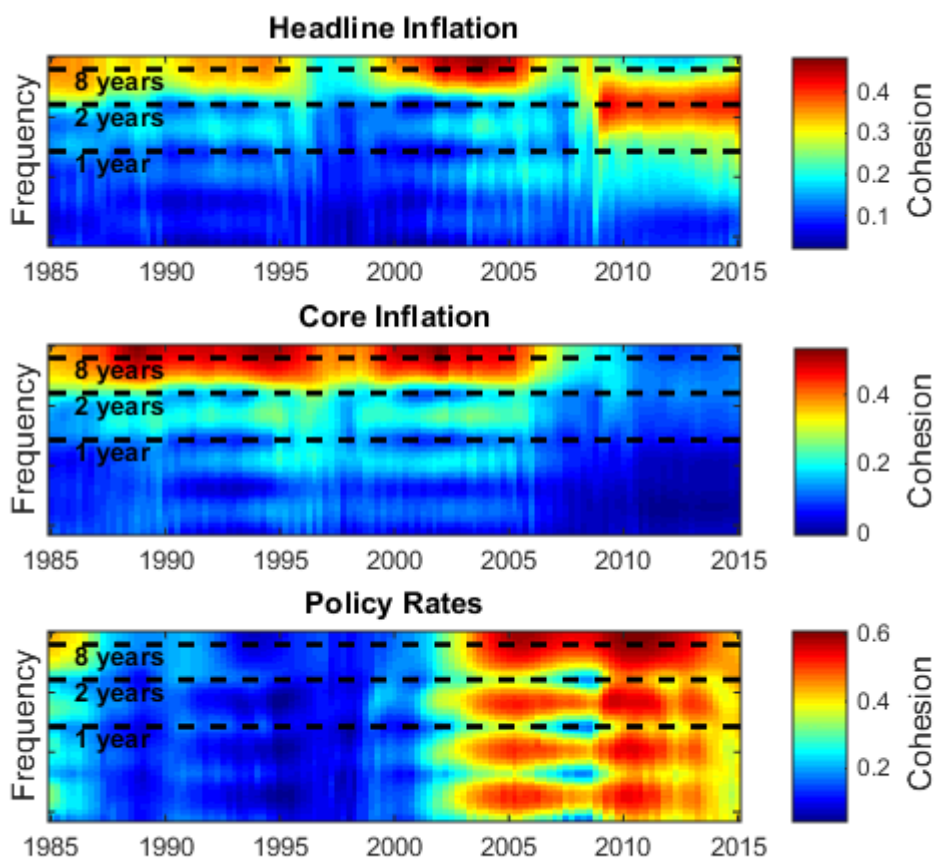 Headline Inflation
Frequency
8 years
2 years
1 year
0.4
0.3
0.2
0.1
Cohesion
1985 1990 1995 2000 2005 2010 2015
Core Inflation
Frequency
8 years
2 years
1 year
0.4
0.2
0
Cohesion
1985 1990 1995 2000 2005 2010 2015
Policy Rates
Frequency
8 years
2 years
1 year
0.6
0.4
0.2
Cohesion
1985 1990 1995 2000 2005 2010 2015